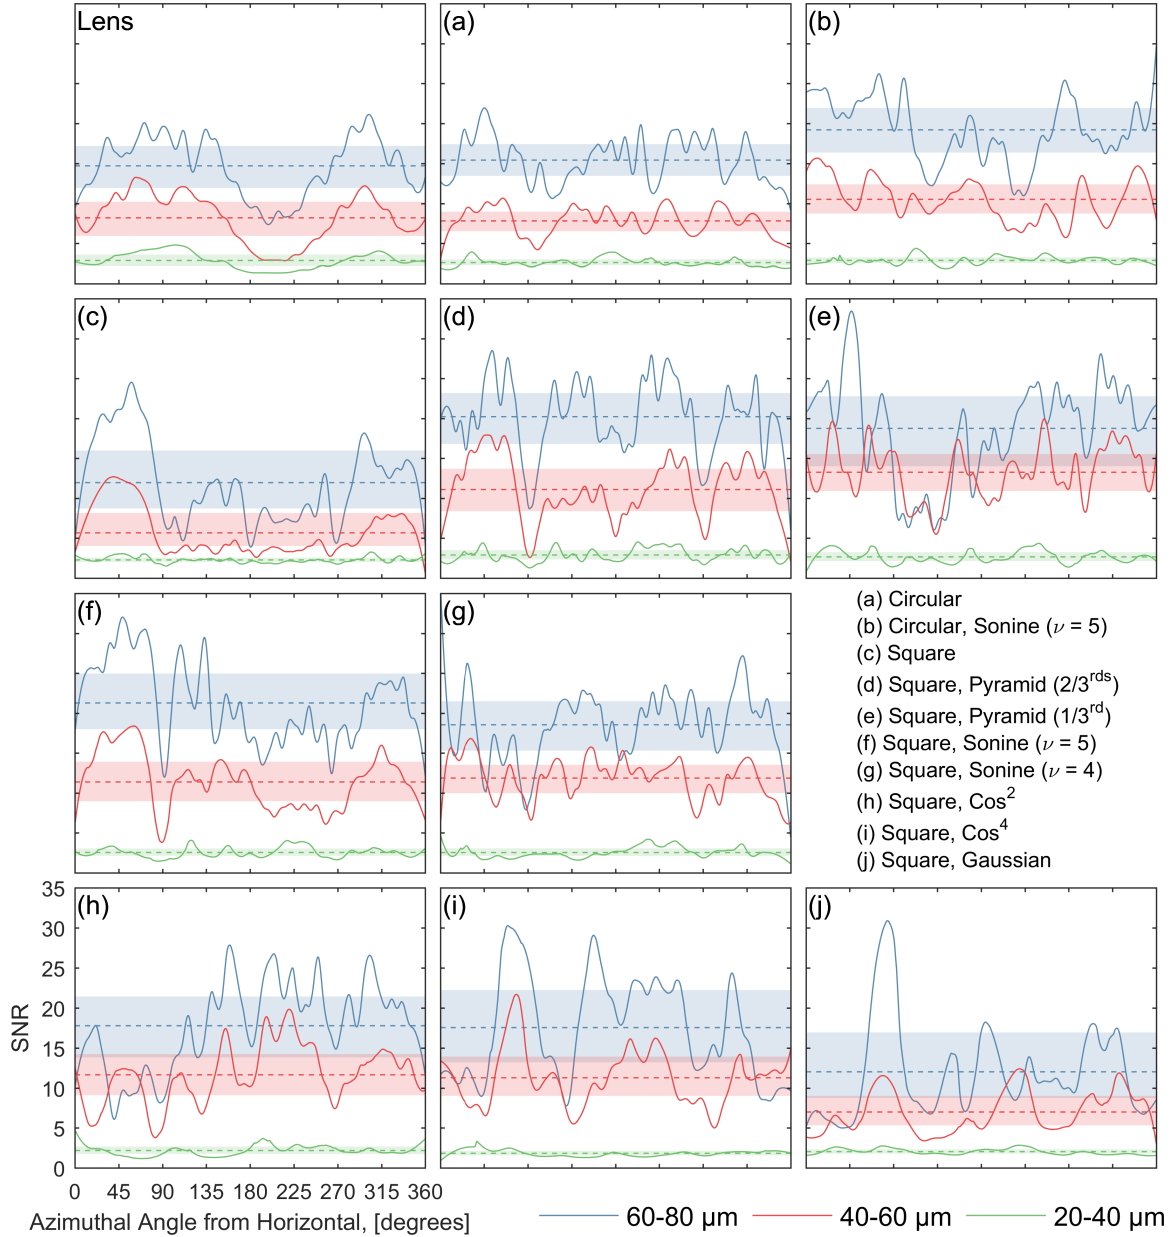 Lens
(a)
(b)
(c)
(d)
(e)
(f)
(g)
(a) Circular
(b) Circular, Sonine (ν = 5)
(c) Square
(d) Square, Pyramid (2/3rds)
(e) Square, Pyramid (1/3rd)
(f) Square, Sonine (ν = 5)
(g) Square, Sonine (ν = 4)
(h) Square, Cos2
(i) Square, Cos4
(j) Square, Gaussian
(h)
(i)
(j)
35
30
25
20
15
10
5
0
SNR
0 45 90 135 180 225 270 315 360
Azimuthal Angle from Horizontal, [degrees]
60-80 μm 40-60 μm 20-40 μm